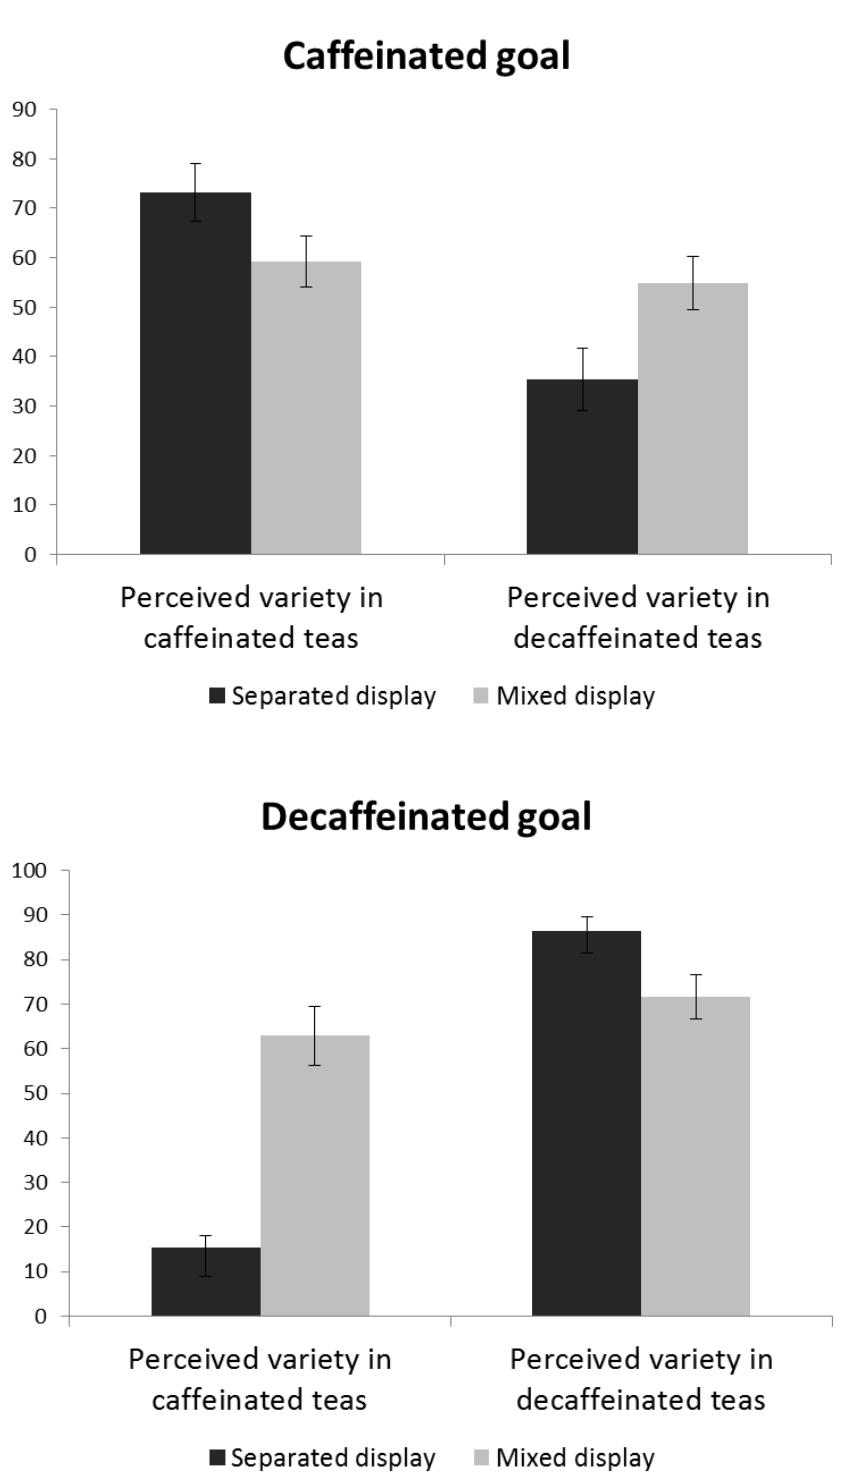 Caffeinated goal
90
80
70
60
50
40
30
20
10
0
Perceived variety in
caffeinated teas
Perceived variety in
decaffeinated teas
Separated display
Mixed display
Decaffeinated goal
100
90
80
70
60
50
40
30
20
10
0
Perceived variety in
caffeinated teas
Perceived variety in
decaffeinated teas
Separated display
Mixed display